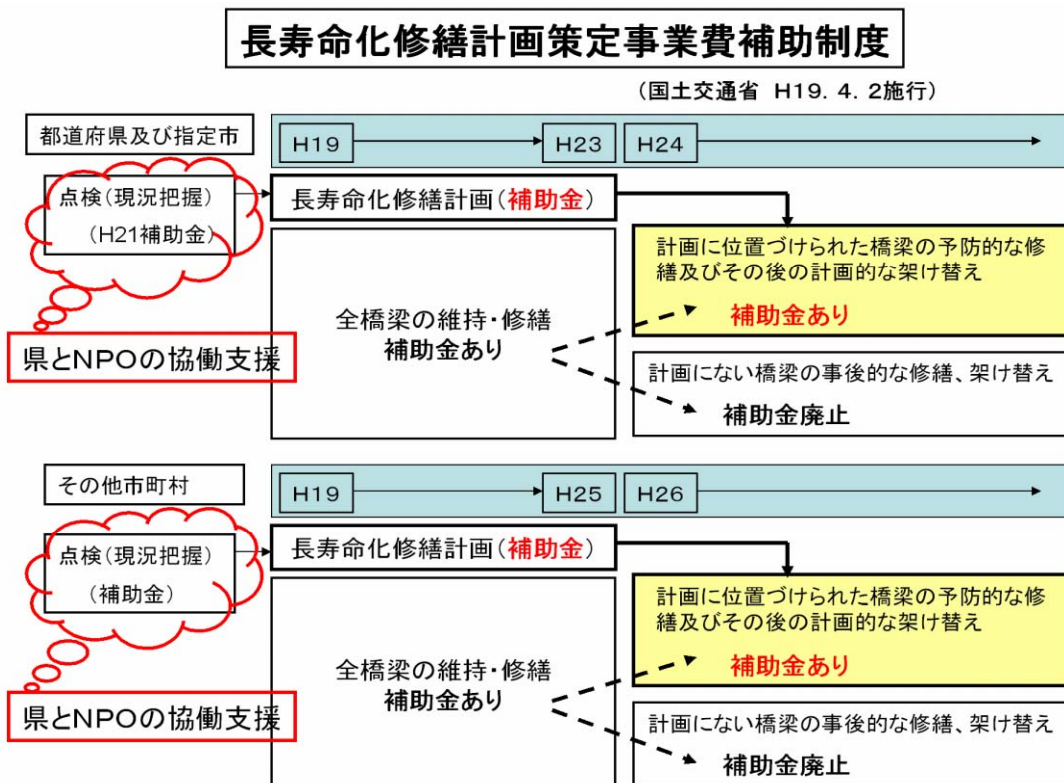 長寿命化修繕計画策定事業費補助制度
（国土交通省 H19．4．2施行）
都道府県及び指定市
H19
H23
H24
点検（現況把握）
（H21補助金）
長寿命化修繕計画（補助金）
計画に位置づけられた橋梁の予防的な修
繕及びその後の計画的な架け替え
補助金あり
全橋梁の維持・修繕
補助金あり
県とNPOの協働支援
計画にない橋梁の事後的な修繕、架け替え
補助金廃止
その他市町村
H19
H25
H26
点検（現況把握）
（補助金）
長寿命化修繕計画（補助金）
計画に位置づけられた橋梁の予防的な修
繕及びその後の計画的な架け替え
補助金あり
全橋梁の維持・修繕
補助金あり
県とNPOの協働支援
計画にない橋梁の事後的な修繕、架け替え
補助金廃止